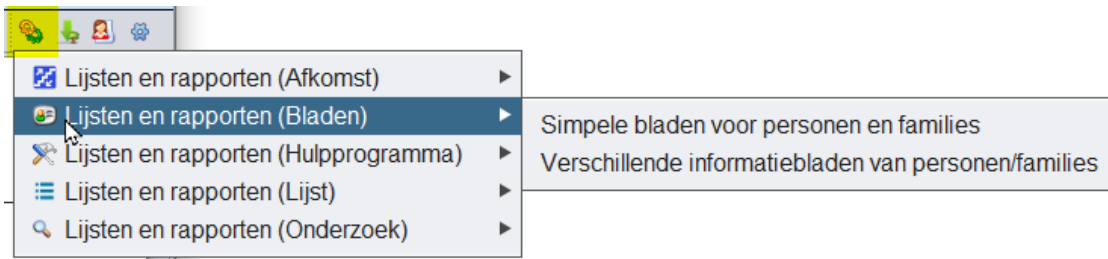 Lijsten en rapporten (Afkomst)
Lijsten en rapporten (Bladen)
Lijsten en rapporten (Hulpprogramma)
Lijsten en rapporten (Lijst)
Lijsten en rapporten (Onderzoek)
Simpele bladen voor personen en families
Verschillende informatiebladen van personen/families